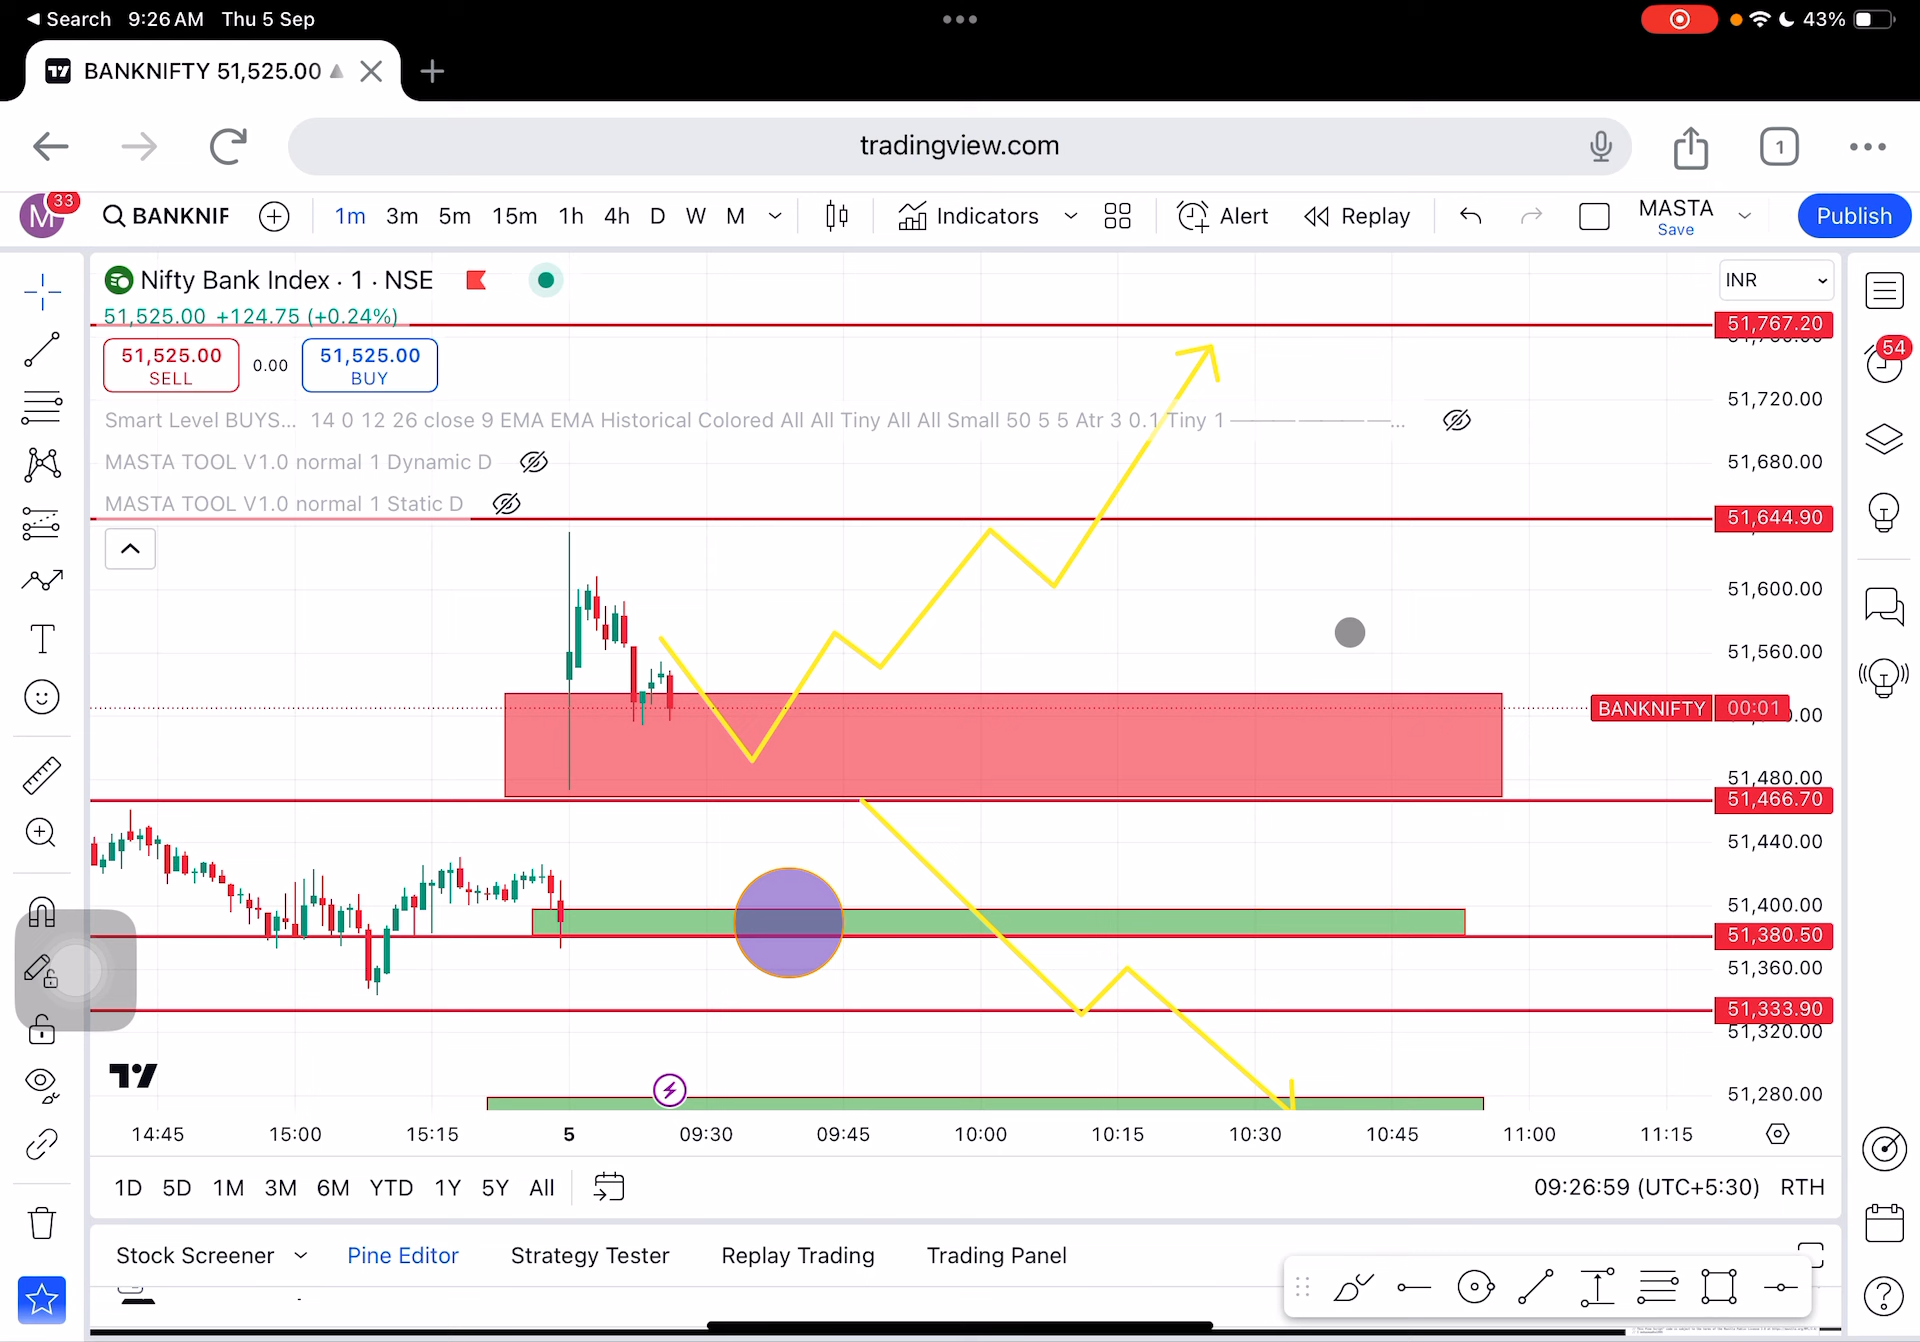 Search 9:26 AM Thu 5 Sep 43%
BANKNIFTY 51,525.00
tradingview.com
1
M 33 BANKNIF 1m 3m 5m 15m 1h 4h D W M Indicators Alert Replay MASTA Save Publish
Nifty Bank Index · 1 · NSE
INR
51,525.00 +124.75 (+0.24%)
51,767.20
51,525.00 SELL 0.00 51,525.00 BUY
54
51,720.00
Smart Level BUYS... 14 0 12 26 close 9 EMA EMA Historical Colored All All Tiny All All Small 50 5 5 Atr 3 0.1 Tiny 1
MASTA TOOL V1.0 normal 1 Dynamic D
51,680.00
MASTA TOOL V1.0 normal 1 Static D
51,644.90
51,600.00
51,560.00
BANKNIFTY 00:01
51,480.00
51,466.70
51,440.00
51,400.00
51,380.50
51,360.00
51,333.90
51,320.00
51,280.00
14:45 15:00 15:15 5 09:30 09:45 10:00 10:15 10:30 10:45 11:00 11:15
1D 5D 1M 3M 6M YTD 1Y 5Y All 09:26:59 (UTC+5:30) RTH
Stock Screener Pine Editor Strategy Tester Replay Trading Trading Panel